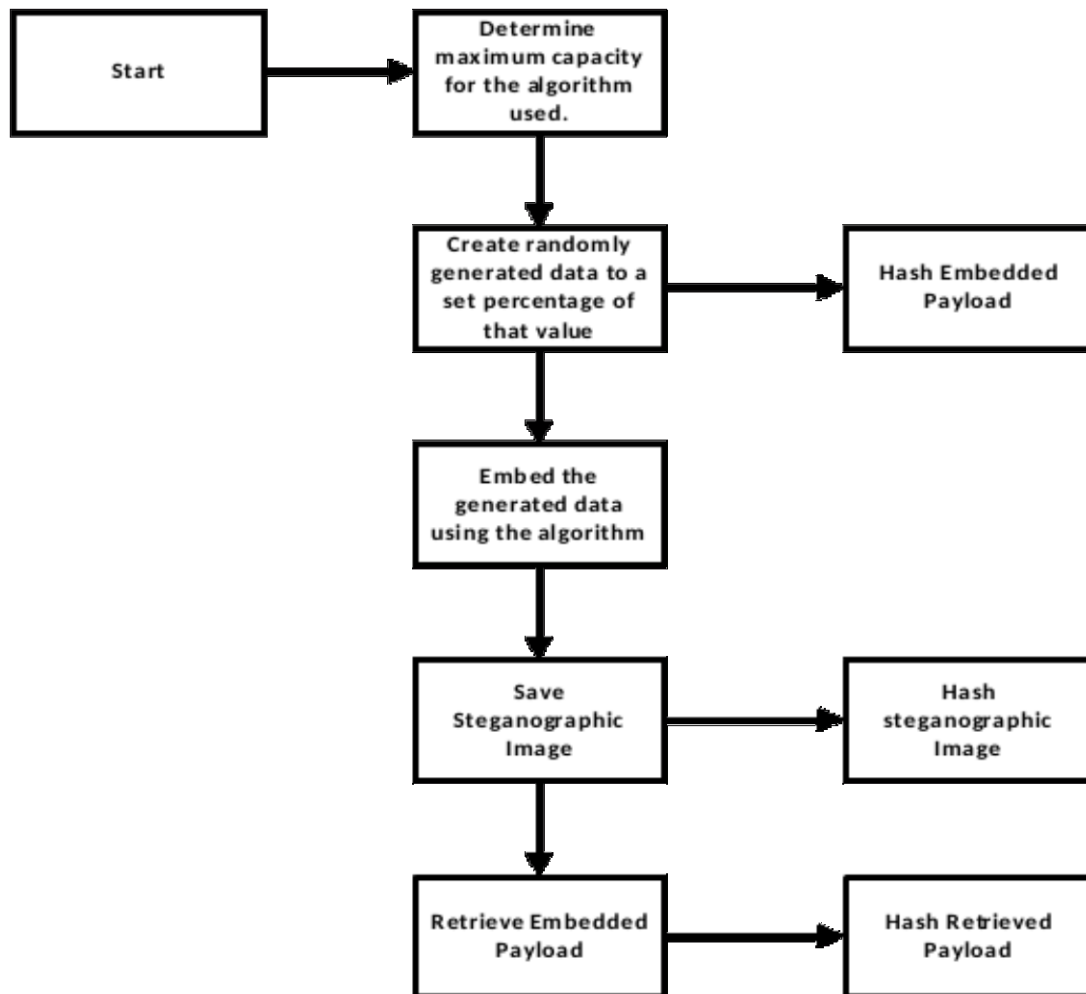 Start
Determine
maximum capacity
for the algorithm
used.
Create randomly
generated data to a
set percentage of
that value
Hash Embedded
Payload
Embed the
generated data
using the algorithm
Save
Steganographic
Image
Hash
steganographic
Image
Retrieve Embedded
Payload
Hash Retrieved
Payload